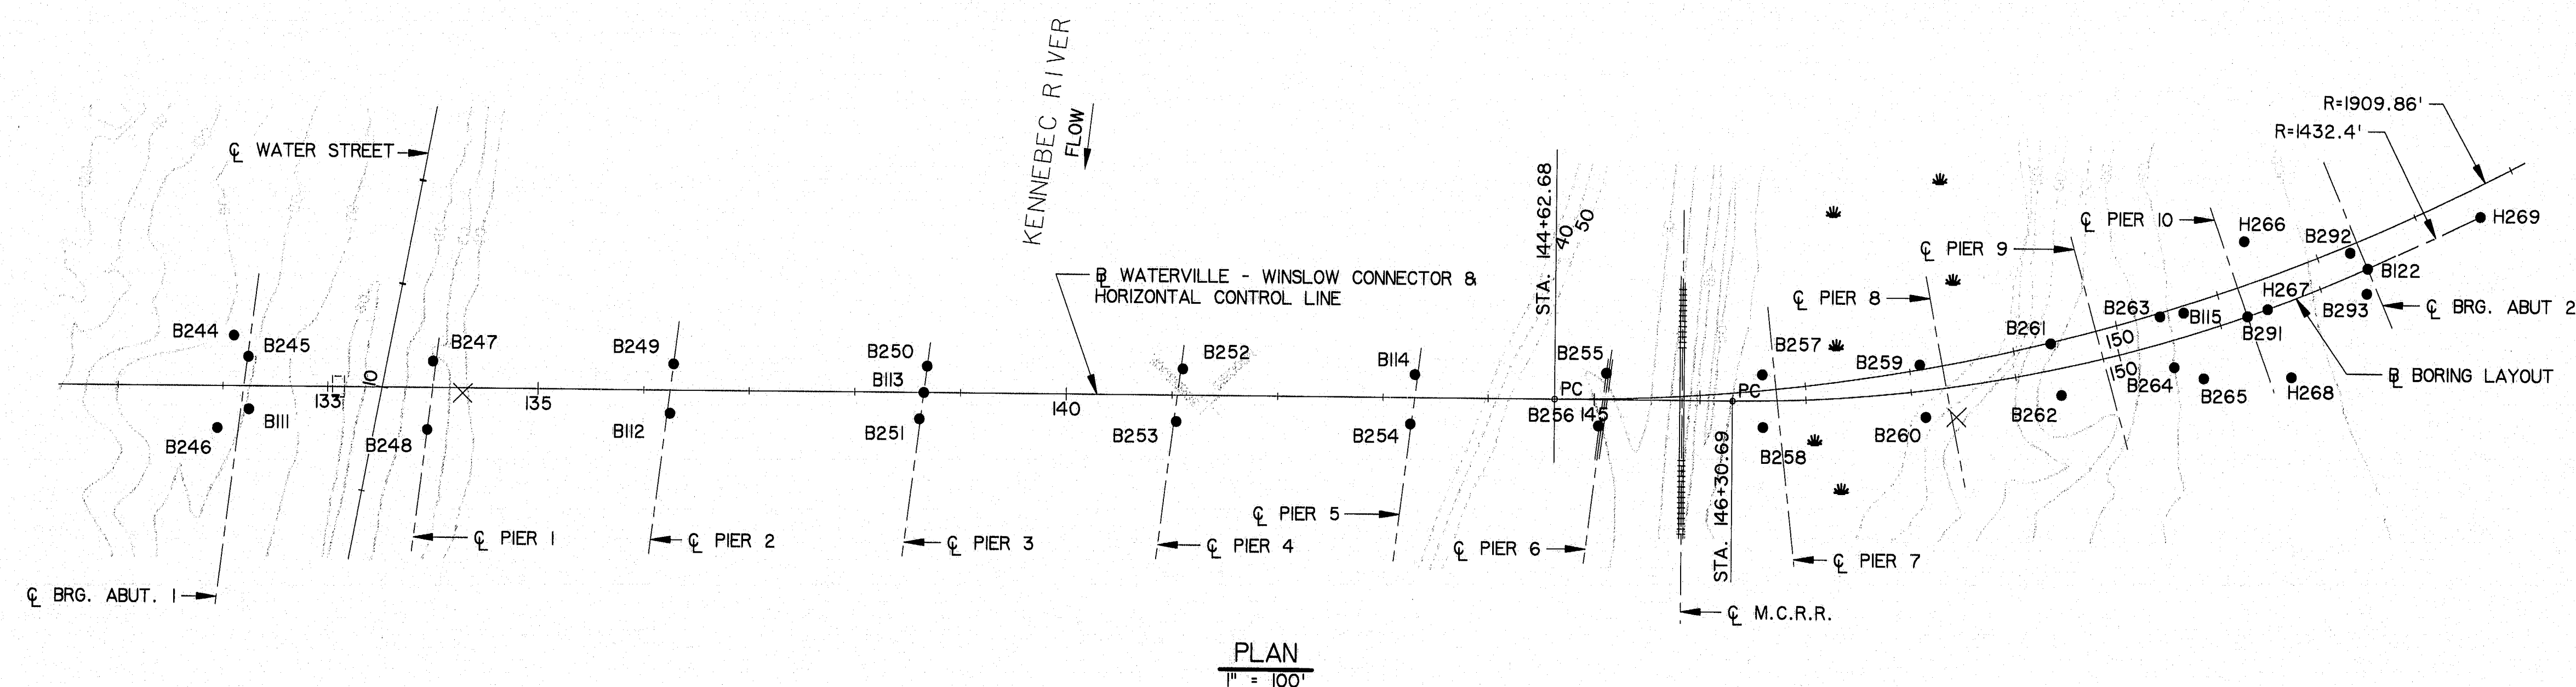 KENNEBEC RIVER
FLOW
℄ WATER STREET
R=1909.86'
R=1432.4'
STA. 144+62.68
40
50
℄ PIER 10
H266
B292
H269
℄ PIER 9
B122
℄ PIER 8
H267
B293
℄ BRG. ABUT 2
B263
B115
B291
B261
150
150
B264
B265
H268
℄ BORING LAYOUT
℄ WATERVILLE - WINSLOW CONNECTOR &
HORIZONTAL CONTROL LINE
B244
B245
B247
B249
B250
B252
B113
B114
B255
B257
B259
133
10
135
140
PC
PC
B246
B111
B248
B112
B251
B253
B254
B256
145
B258
B260
B262
STA. 146+30.69
℄ PIER 1
℄ PIER 2
℄ PIER 3
℄ PIER 4
℄ PIER 5
℄ PIER 6
℄ PIER 7
℄ BRG. ABUT. 1
℄ M.C.R.R.
PLAN
1" = 100'